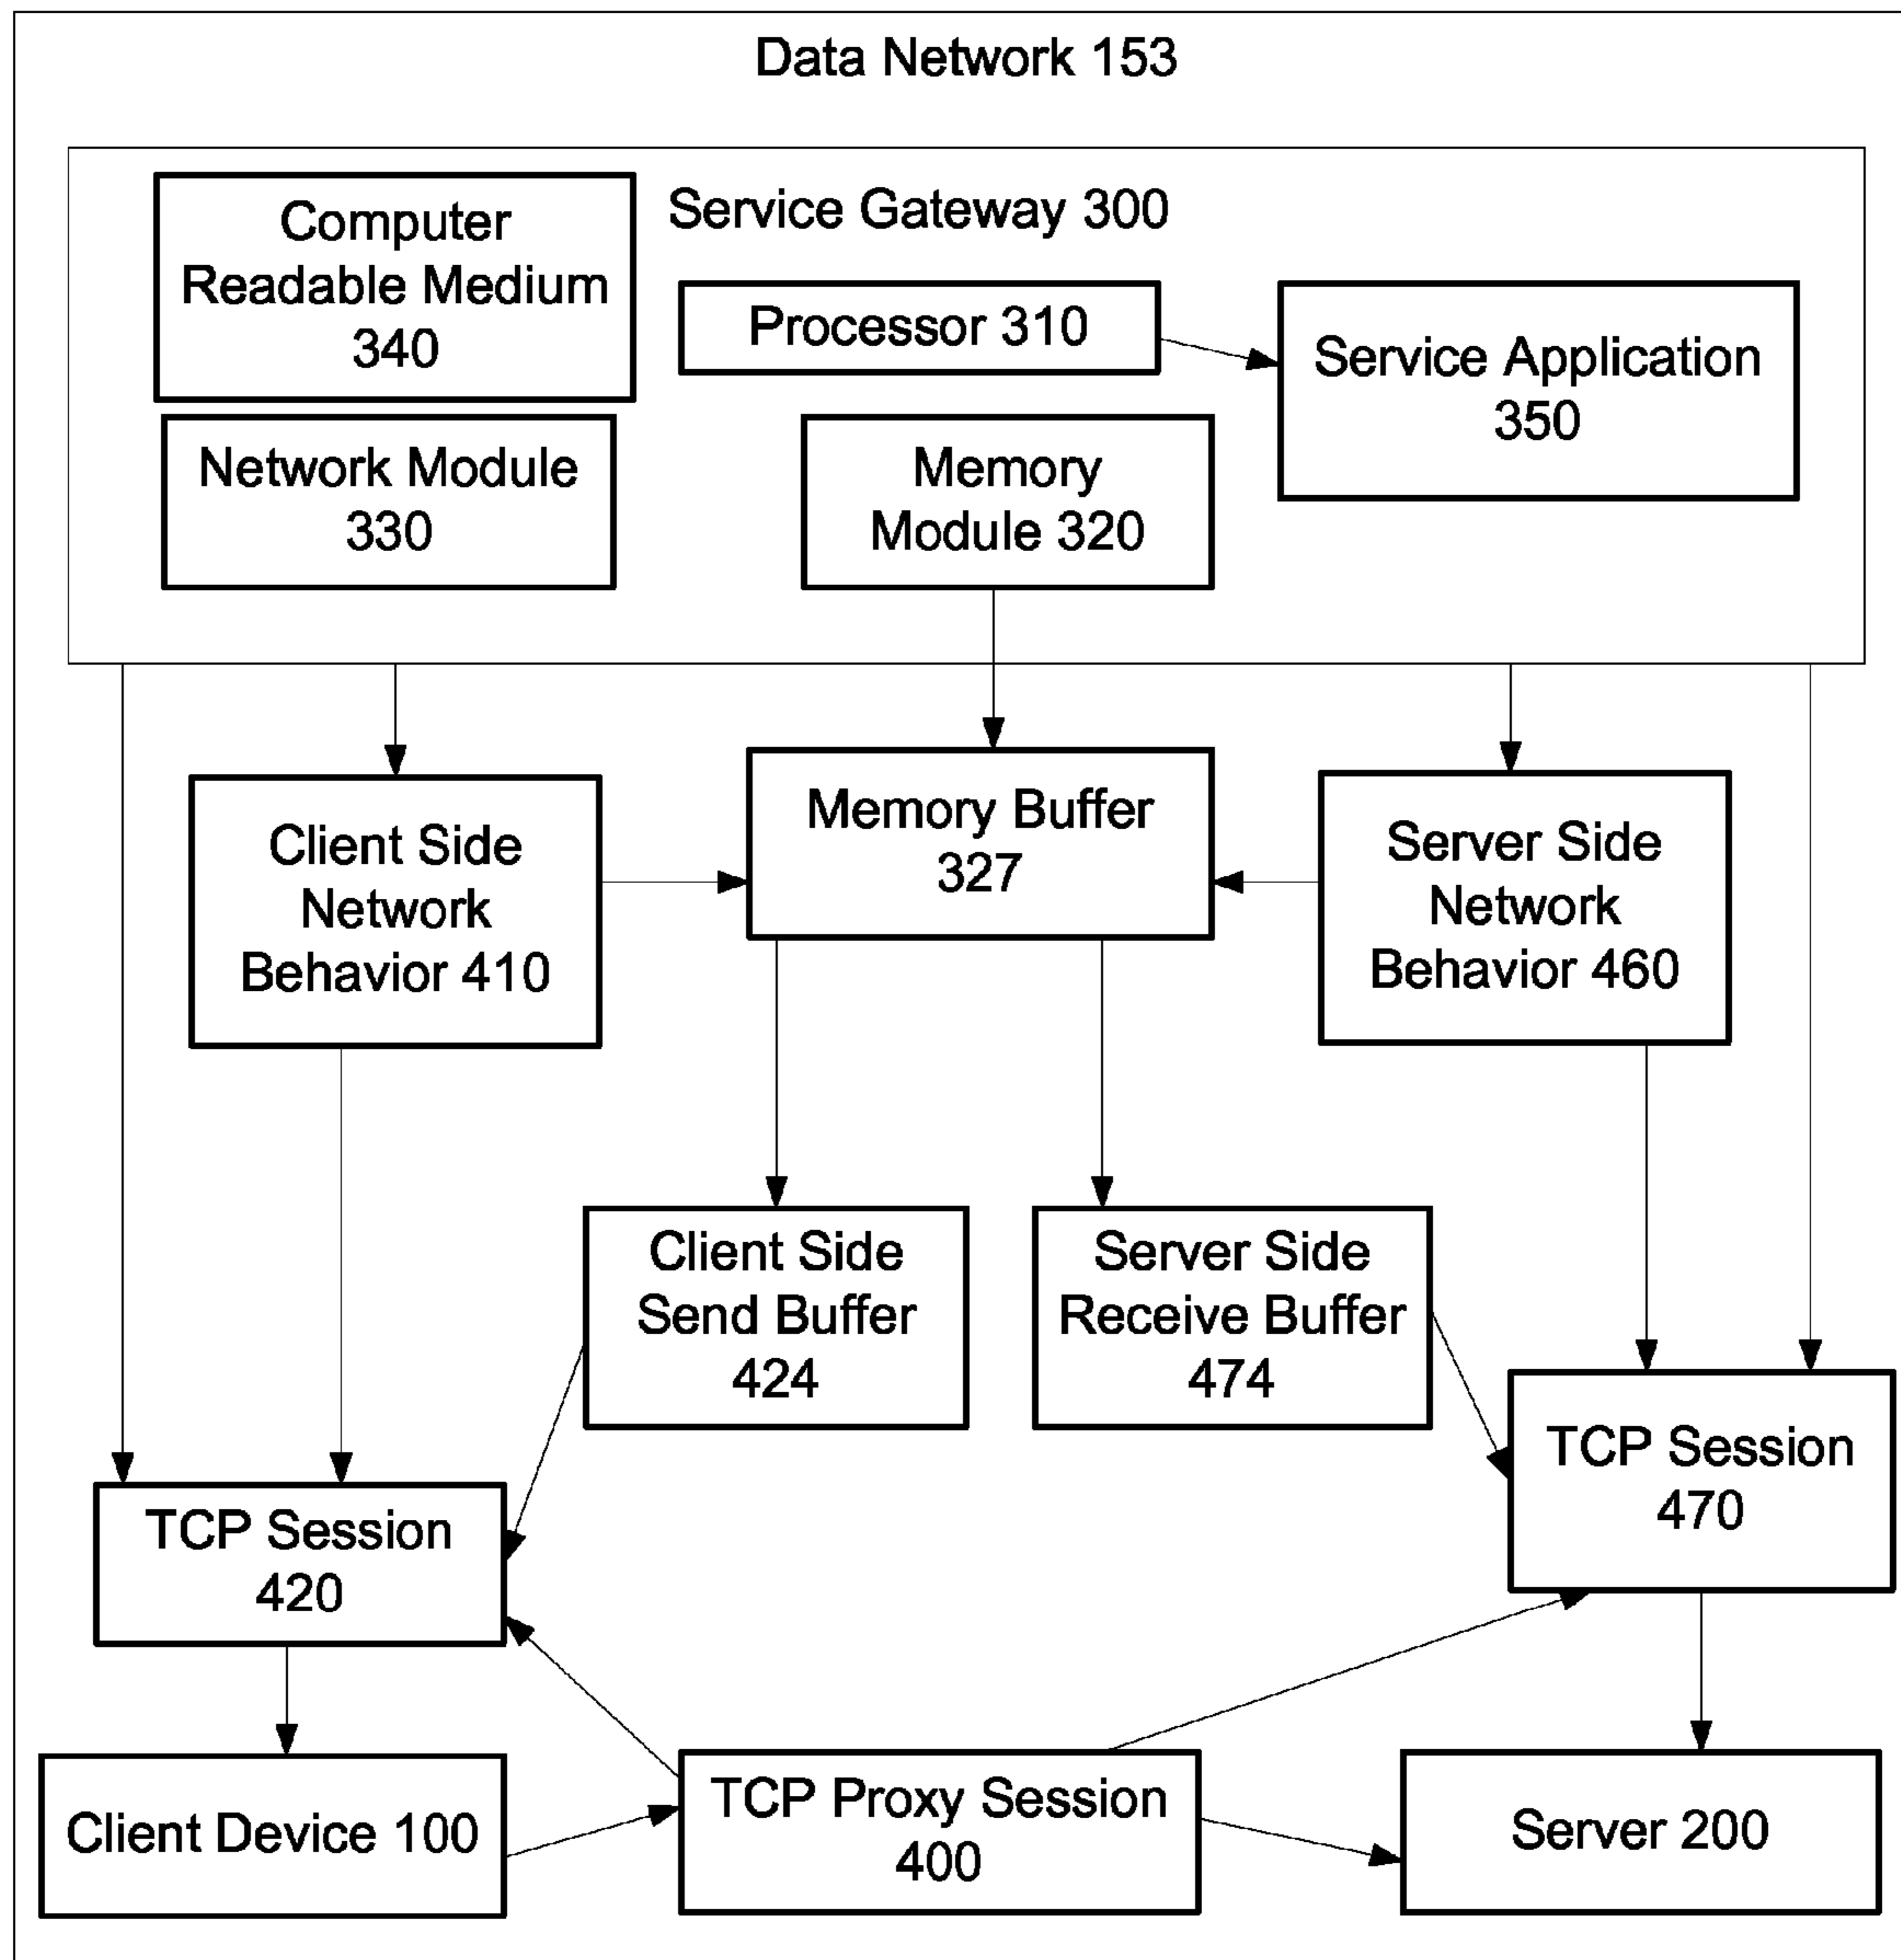 Data Network 153
Computer
Readable Medium
340
Service Gateway 300
Processor 310
Service Application
350
Network Module
330
Memory
Module 320
Client Side
Network
Behavior 410
Memory Buffer
327
Server Side
Network
Behavior 460
Client Side
Send Buffer
424
Server Side
Receive Buffer
474
TCP Session
420
TCP Session
470
Client Device 100
TCP Proxy Session
400
Server 200